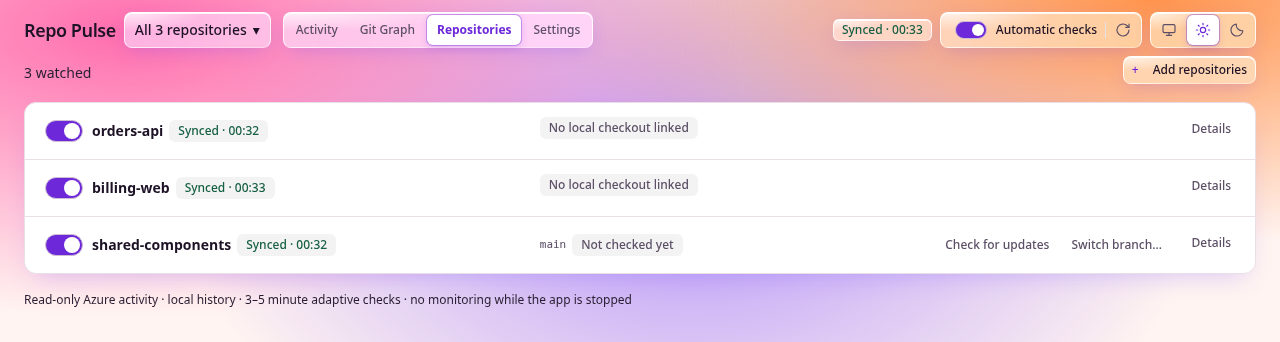 Repo Pulse
All 3 repositories ▾
Activity
Git Graph
Repositories
Settings
Synced · 00:33
Automatic checks
3 watched
+ Add repositories
orders-api
Synced · 00:32
No local checkout linked
Details
billing-web
Synced · 00:33
No local checkout linked
Details
shared-components
Synced · 00:32
main
Not checked yet
Check for updates
Switch branch...
Details
Read-only Azure activity · local history · 3–5 minute adaptive checks · no monitoring while the app is stopped